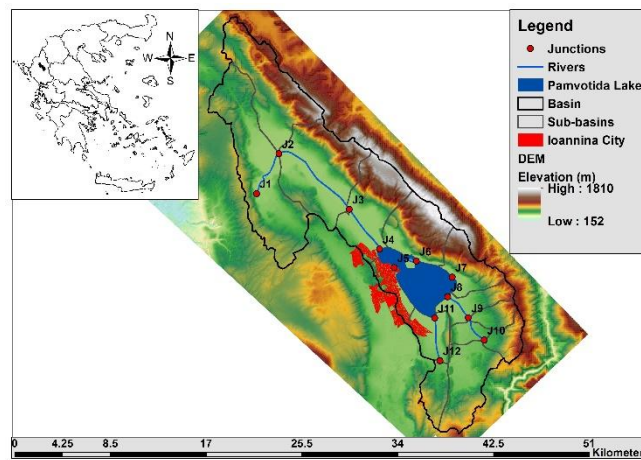 N
W E
S
Legend
Junctions
Rivers
Pamvotida Lake
Basin
Sub-basins
Ioannina City
DEM
Elevation (m)
High : 1810
Low : 152
J2
J1
J3
J4
J6
J5
J7
J8
J11
J9
J10
J12
0 4.25 8.5 17 25.5 34 42.5 51
Kilomete